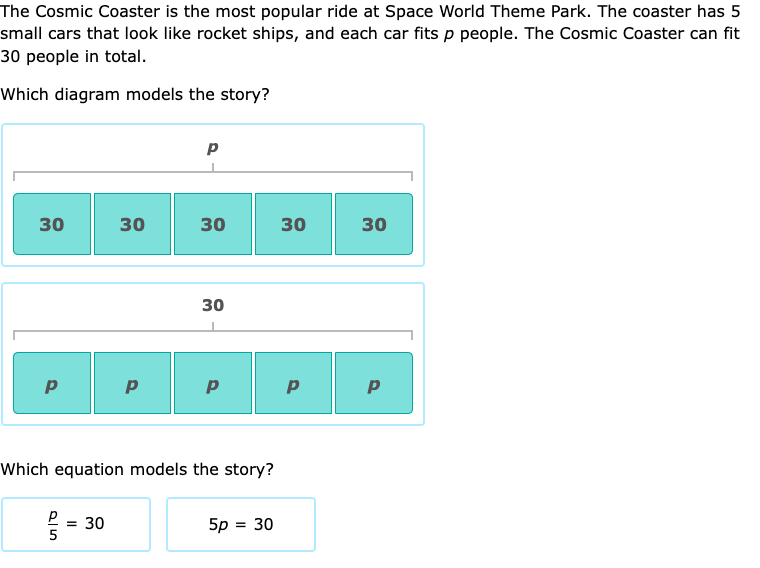 The Cosmic Coaster is the most popular ride at Space World Theme Park. The coaster has 5
small cars that look like rocket ships, and each car fits p people. The Cosmic Coaster can fit
30 people in total.
Which diagram models the story?
p
30 30 30 30 30
30
p p p p p
Which equation models the story?
p/5 = 30
5p = 30